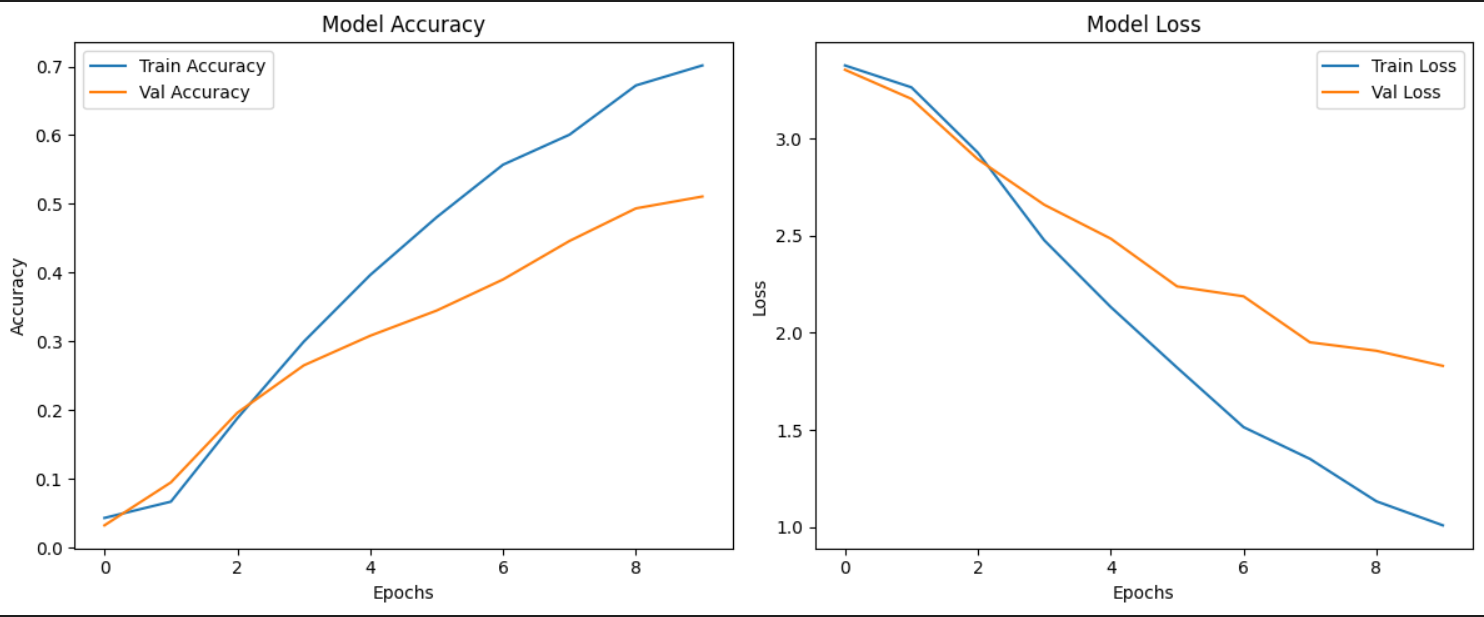 Model Accuracy
Train Accuracy
Val Accuracy
0.7
0.6
0.5
0.4
0.3
0.2
0.1
0.0
Accuracy
0 2 4 6 8
Epochs
Model Loss
Train Loss
Val Loss
3.0
2.5
2.0
1.5
1.0
Loss
0 2 4 6 8
Epochs